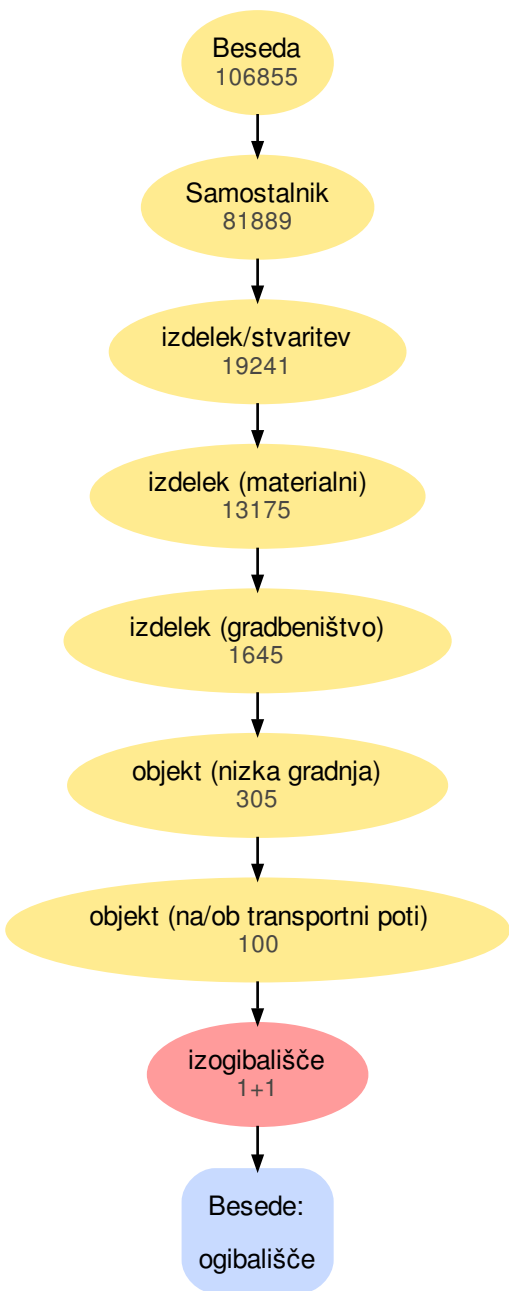 Beseda
106855
Samostalnik
81889
izdelek/stvaritev
19241
izdelek (materialni)
13175
izdelek (gradbeništvo)
1645
objekt (nizka gradnja)
305
objekt (na/ob transportni poti)
100
izogibališče
1+1
Besede:
ogibališče